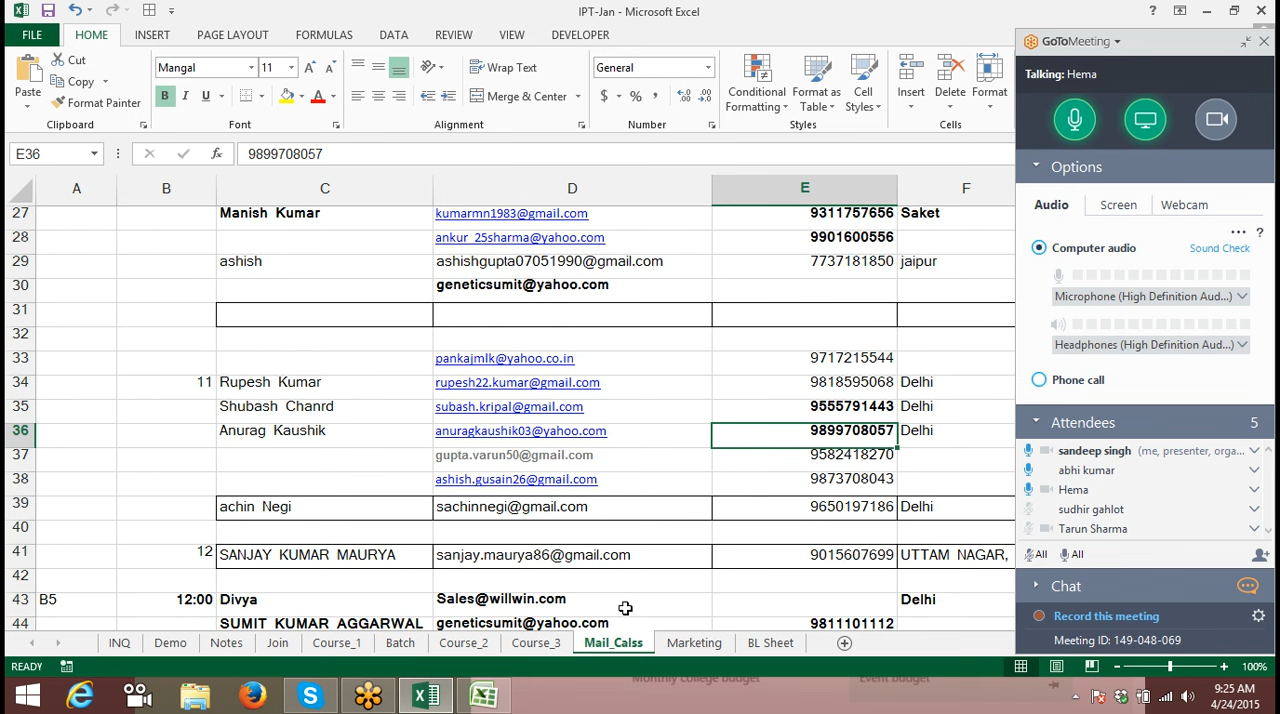 IPT-Jan - Microsoft Excel
FILE HOME INSERT PAGE LAYOUT FORMULAS DATA REVIEW VIEW DEVELOPER
Paste
Cut
Copy
Format Painter
Clipboard
Mangal 11
B I U
Font
Wrap Text
Merge & Center
Alignment
General
$ % ,
Number
Conditional Formatting
Format as Table
Cell Styles
Styles
Insert Delete Format
Cells
E36 fx 9899708057
A B C D E F
27 Manish Kumar kumarmn1983@gmail.com 9311757656 Saket
28 ankur_25sharma@yahoo.com 9901600556
29 ashish ashishgupta07051990@gmail.com 7737181850 jaipur
30 geneticsumit@yahoo.com
31
32
33 pankajmlk@yahoo.co.in 9717215544
34 11 Rupesh Kumar rupesh22.kumar@gmail.com 9818595068 Delhi
35 Shubash Chanrd subash.kripal@gmail.com 9555791443 Delhi
36 Anurag Kaushik anuragkaushik03@yahoo.com 9899708057 Delhi
37 gupta.varun50@gmail.com 9582418270
38 ashish.gusain26@gmail.com 9873708043
39 achin Negi sachinnegi@gmail.com 9650197186 Delhi
40
41 12 SANJAY KUMAR MAURYA sanjay.maurya86@gmail.com 9015607699 UTTAM NAGAR,
42
43 B5 12:00 Divya Sales@willwin.com Delhi
44 SUMIT KUMAR AGGARWAL geneticsumit@yahoo.com 9811101112
INQ Demo Notes Join Course_1 Batch Course_2 Course_3 Mail_Calss Marketing BL Sheet
READY 100%
Monthly college budget Event budget
9:25 AM
4/24/2015
GoToMeeting
Talking: Hema
Options
Audio Screen Webcam
... ?
Computer audio Sound Check
Microphone (High Definition Aud...)
Headphones (High Definition Aud...)
Phone call
Attendees 5
sandeep singh (me, presenter, orga...
abhi kumar
Hema
sudhir gahlot
Tarun Sharma
All All
Chat
Record this meeting
Meeting ID: 149-048-069